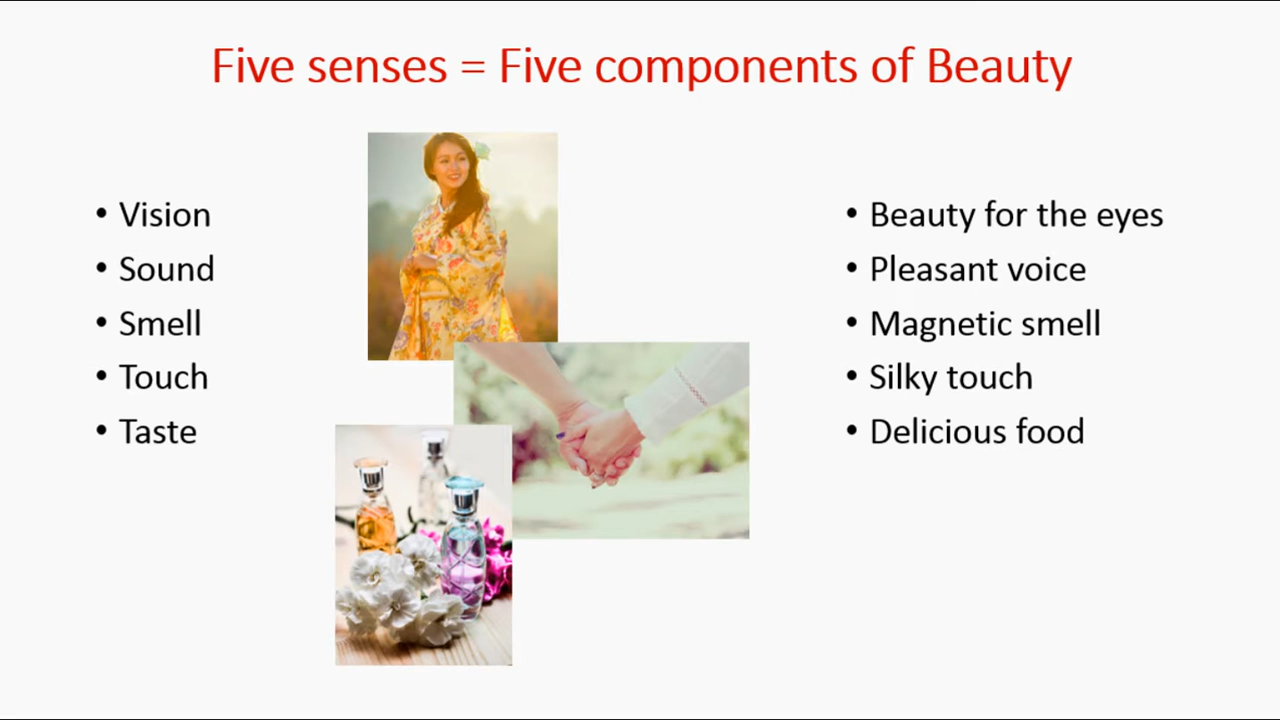 Five senses = Five components of Beauty
• Vision
• Sound
• Smell
• Touch
• Taste
• Beauty for the eyes
• Pleasant voice
• Magnetic smell
• Silky touch
• Delicious food